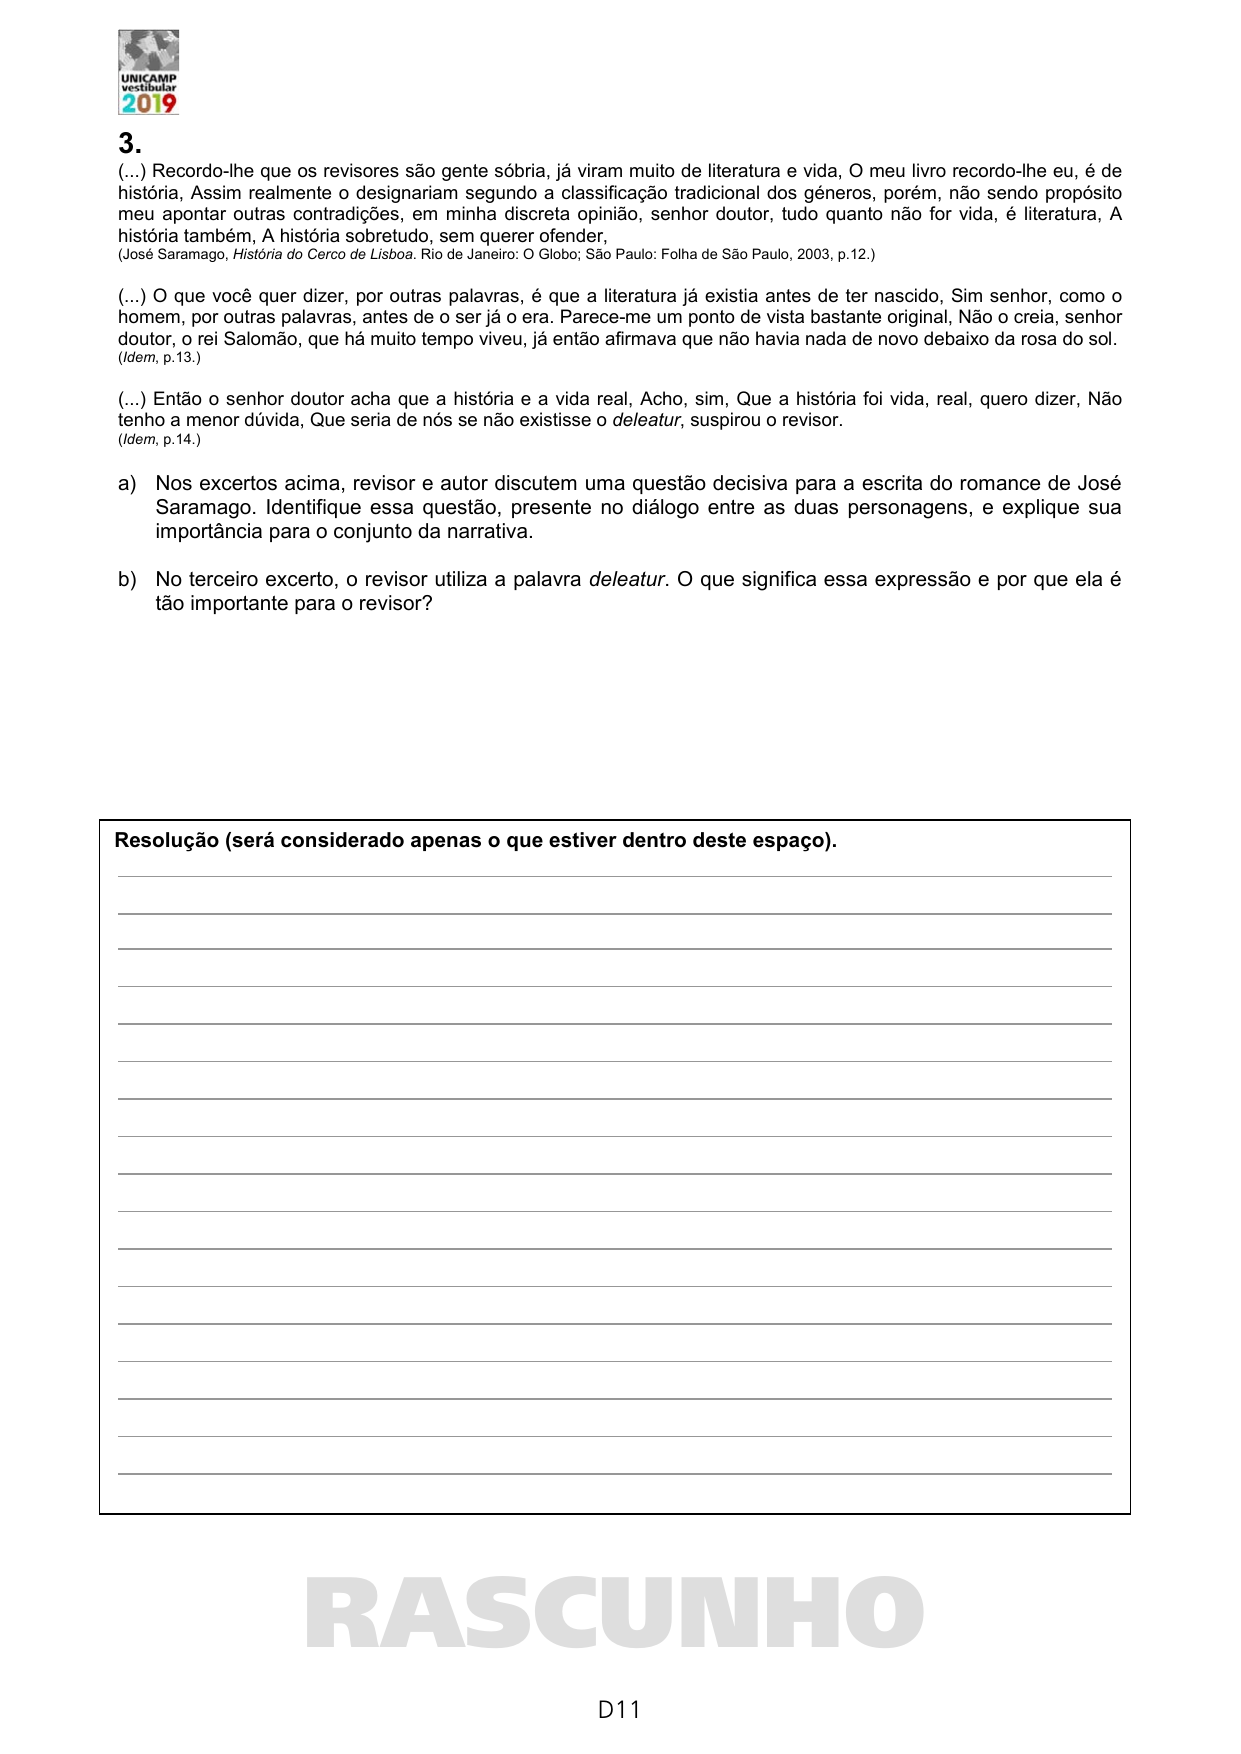 UNICAMP
vestibular
2019
3.
(...) Recordo-lhe que os revisores são gente sóbria, já viram muito de literatura e vida, O meu livro recordo-lhe eu, é de
história, Assim realmente o designariam segundo a classificação tradicional dos géneros, porém, não sendo propósito
meu apontar outras contradições, em minha discreta opinião, senhor doutor, tudo quanto não for vida, é literatura, A
história também, A história sobretudo, sem querer ofender,
(José Saramago, História do Cerco de Lisboa. Rio de Janeiro: O Globo; São Paulo: Folha de São Paulo, 2003, p.12.)
(...) O que você quer dizer, por outras palavras, é que a literatura já existia antes de ter nascido, Sim senhor, como o
homem, por outras palavras, antes de o ser já o era. Parece-me um ponto de vista bastante original, Não o creia, senhor
doutor, o rei Salomão, que há muito tempo viveu, já então afirmava que não havia nada de novo debaixo da rosa do sol.
(Idem, p.13.)
(...) Então o senhor doutor acha que a história e a vida real, Acho, sim, Que a história foi vida, real, quero dizer, Não
tenho a menor dúvida, Que seria de nós se não existisse o deleatur, suspirou o revisor.
(Idem, p.14.)
a) Nos excertos acima, revisor e autor discutem uma questão decisiva para a escrita do romance de José
Saramago. Identifique essa questão, presente no diálogo entre as duas personagens, e explique sua
importância para o conjunto da narrativa.
b) No terceiro excerto, o revisor utiliza a palavra deleatur. O que significa essa expressão e por que ela é
tão importante para o revisor?
Resolução (será considerado apenas o que estiver dentro deste espaço).
RASCUNHO
D11